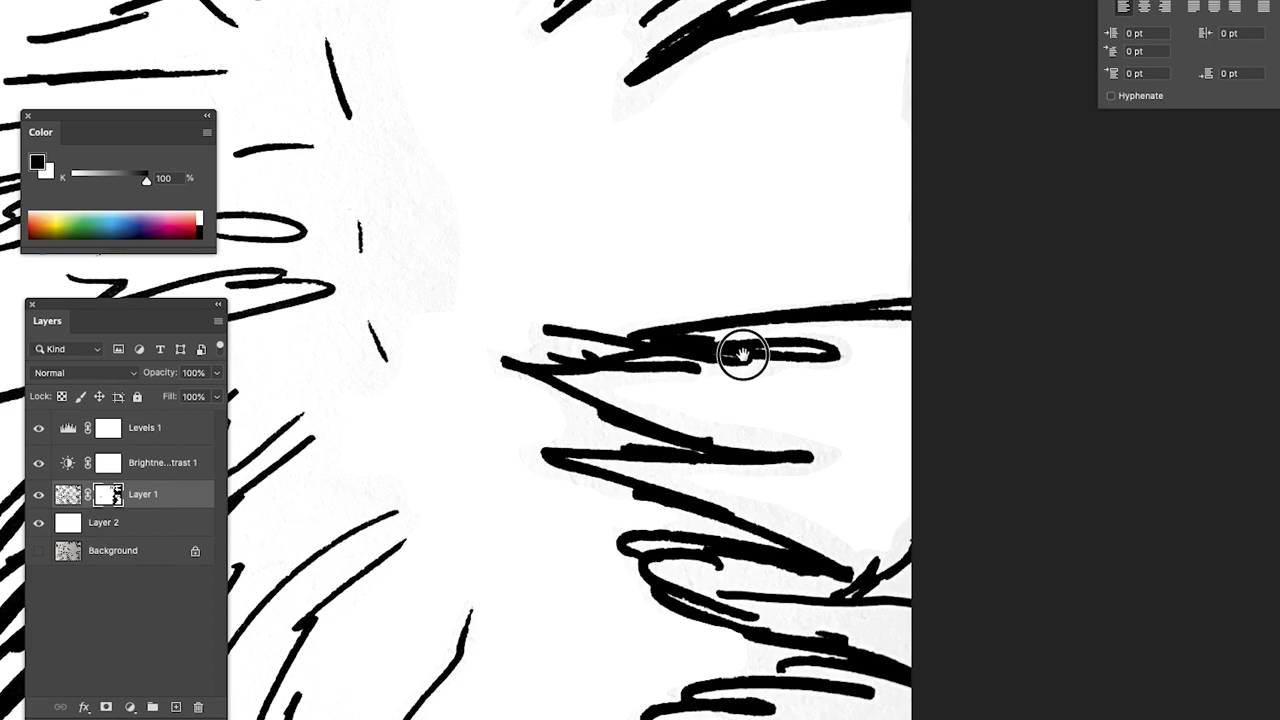 0 pt
0 pt
0 pt
0 pt
0 pt
Hyphenate
Color
K
100
%
Layers
Kind
Normal
Opacity: 100%
Lock:
Fill: 100%
Levels 1
Brightne...trast 1
Layer 1
Layer 2
Background
fx